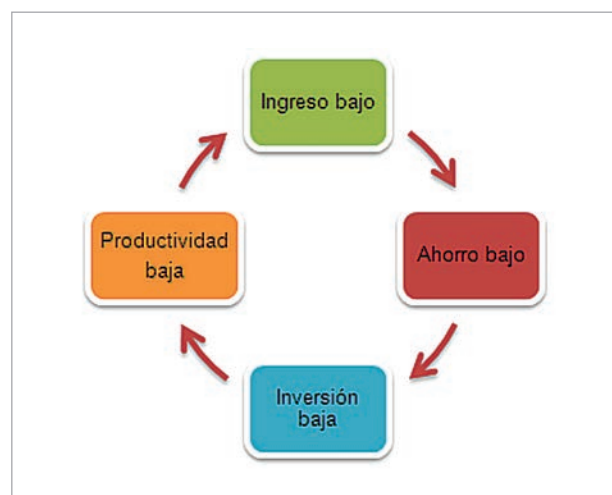 Ingreso bajo
Ahorro bajo
Inversión
baja
Productividad
baja